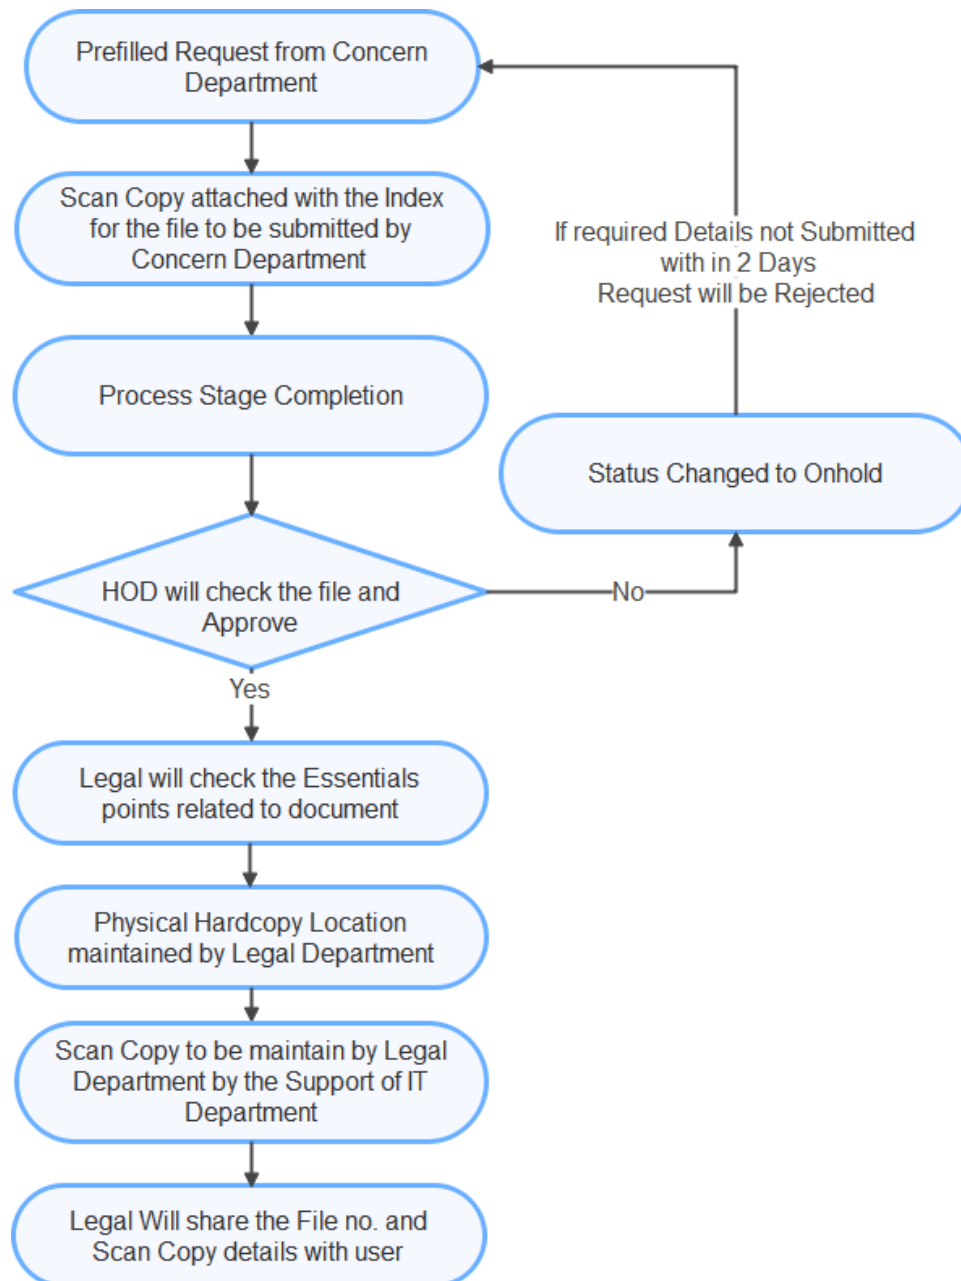 Prefilled Request from Concern
Department
Scan Copy attached with the Index
for the file to be submitted by
Concern Department
If required Details not Submitted
with in 2 Days
Request will be Rejected
Process Stage Completion
Status Changed to Onhold
HOD will check the file and
Approve
No
Yes
Legal will check the Essentials
points related to document
Physical Hardcopy Location
maintained by Legal Department
Scan Copy to be maintain by Legal
Department by the Support of IT
Department
Legal Will share the File no. and
Scan Copy details with user